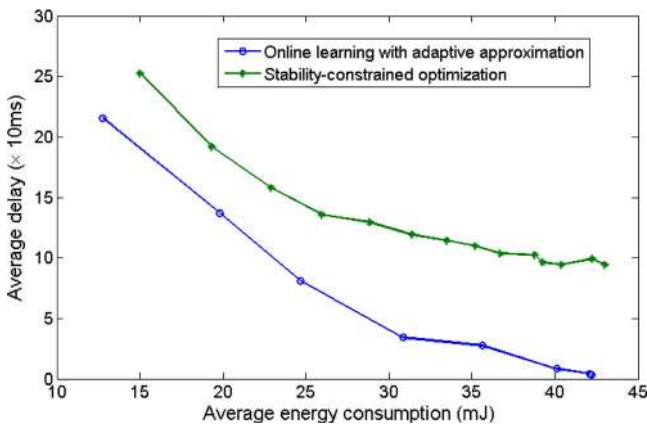 30
25
20
15
10
5
0
Average delay (× 10ms)
Online learning with adaptive approximation
Stability-constrained optimization
10 15 20 25 30 35 40 45
Average energy consumption (mJ)